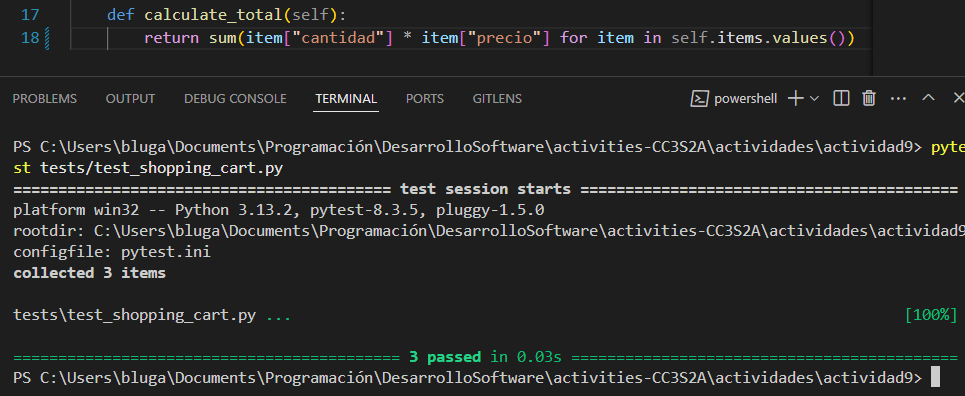 17 def calculate_total(self):
18 return sum(item["cantidad"] * item["precio"] for item in self.items.values())
PROBLEMS OUTPUT DEBUG CONSOLE TERMINAL PORTS GITLENS powershell
PS C:\Users\bluga\Documents\Programación\DesarrolloSoftware\activities-CC3S2A\actividades\actividad9> pyte
st tests/test_shopping_cart.py
========================================= test session starts =========================================
platform win32 -- Python 3.13.2, pytest-8.3.5, pluggy-1.5.0
rootdir: C:\Users\bluga\Documents\Programación\DesarrolloSoftware\activities-CC3S2A\actividades\actividad9
configfile: pytest.ini
collected 3 items
tests\test_shopping_cart.py ... [100%]
========================================== 3 passed in 0.03s ==========================================
PS C:\Users\bluga\Documents\Programación\DesarrolloSoftware\activities-CC3S2A\actividades\actividad9>